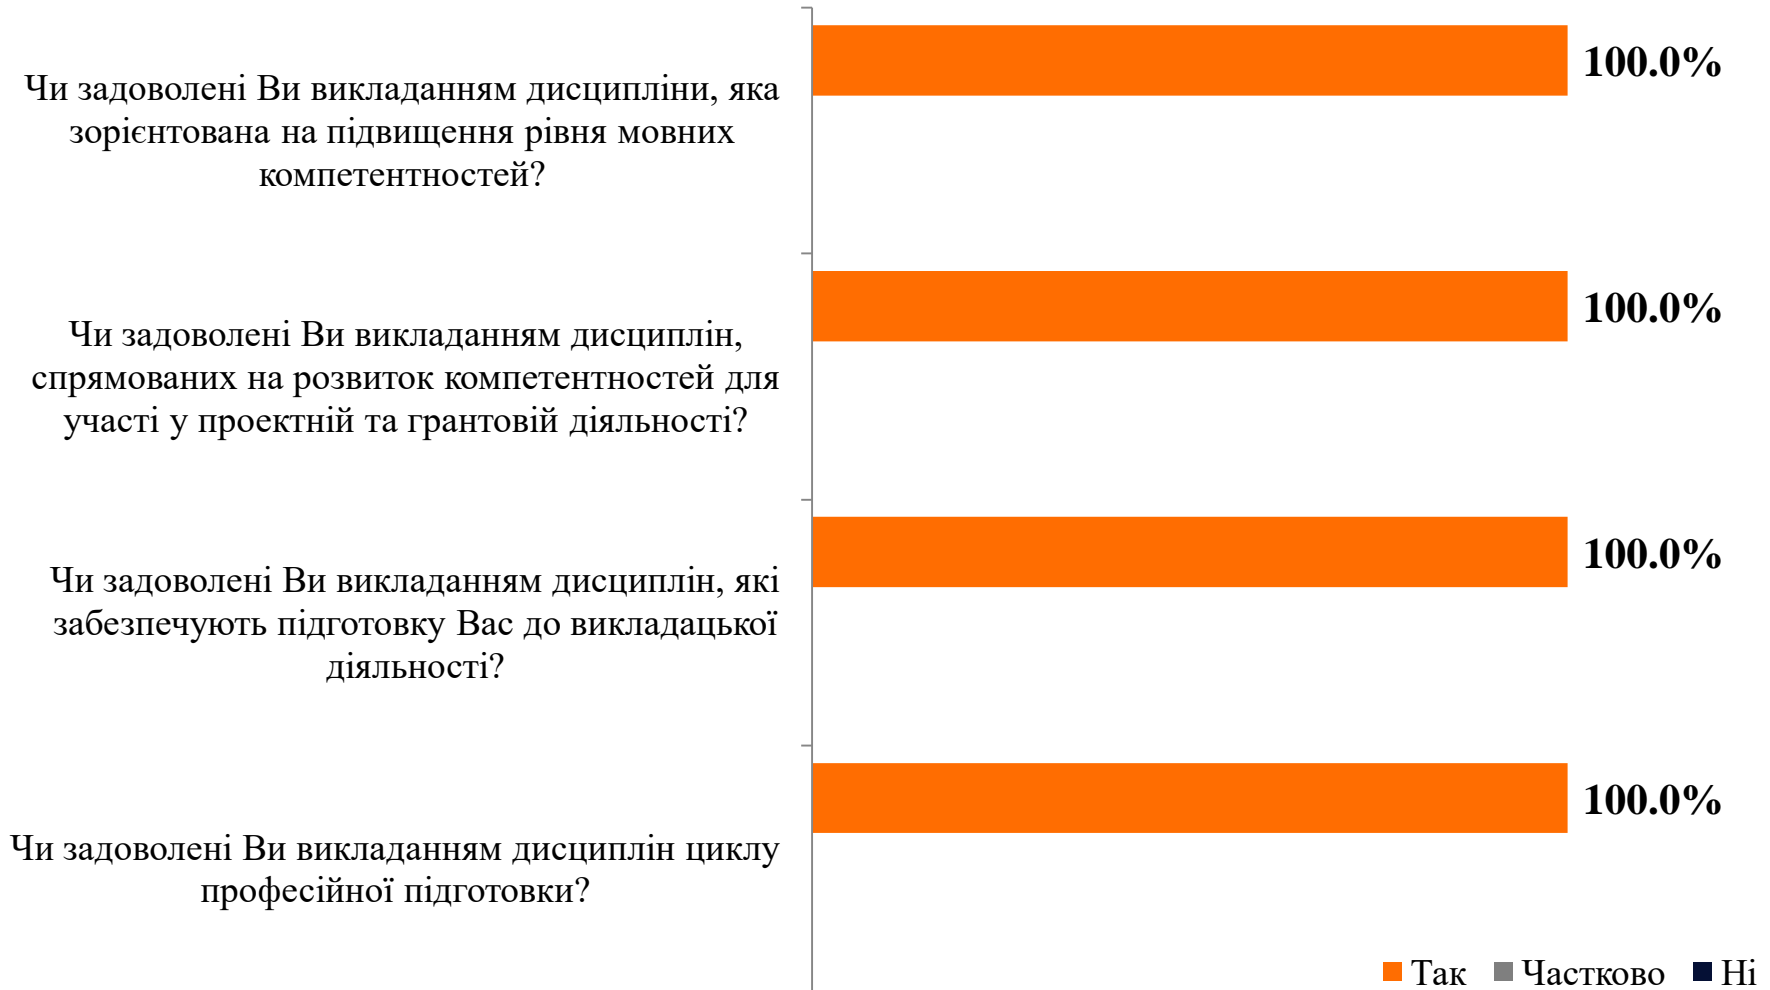 Чи задоволені Ви викладанням дисципліни, яка
зорієнтована на підвищення рівня мовних
компетентностей?
100.0%
Чи задоволені Ви викладанням дисциплін,
спрямованих на розвиток компетентностей для
участі у проектній та грантовій діяльності?
100.0%
Чи задоволені Ви викладанням дисциплін, які
забезпечують підготовку Вас до викладацької
діяльності?
100.0%
Чи задоволені Ви викладанням дисциплін циклу
професійної підготовки?
100.0%
Так Частково Ні